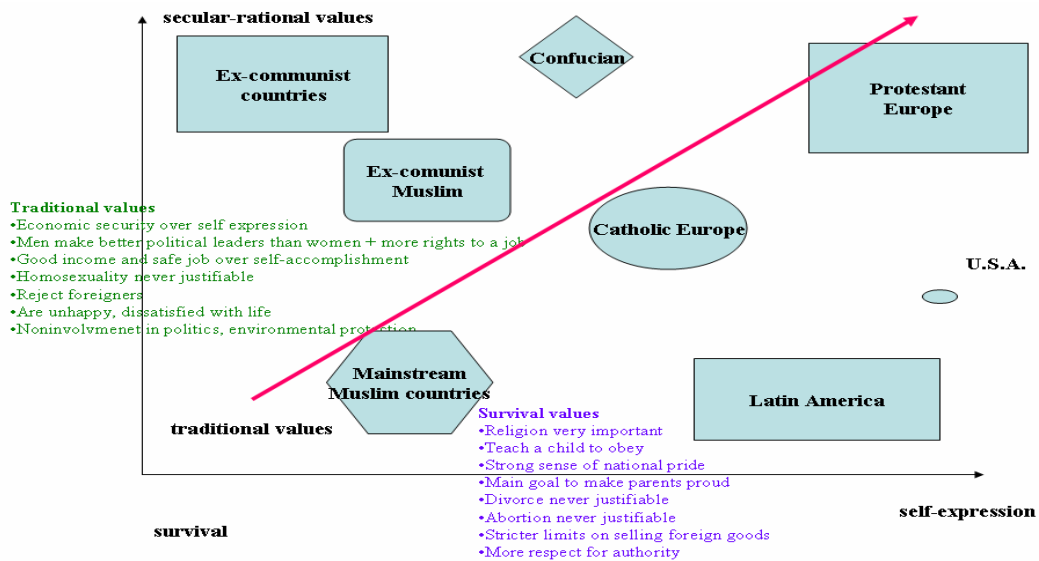 secular-rational values
Ex-communist
countries
Confucian
Protestant
Europe
Ex-comunist
Muslim
Catholic Europe
U.S.A.
Traditional values
•Economic security over self expression
•Men make better political leaders than women + more rights to a job
•Good income and safe job over self-accomplishment
•Homosexuality never justifiable
•Reject foreigners
•Are unhappy, dissatisfied with life
•Noninvolvmenet in politics, environmental protection
Mainstream
Muslim countries
Latin America
traditional values
Survival values
•Religion very important
•Teach a child to obey
•Strong sense of national pride
•Main goal to make parents proud
•Divorce never justifiable
•Abortion never justifiable
•Stricter limits on selling foreign goods
•More respect for authority
self-expression
survival